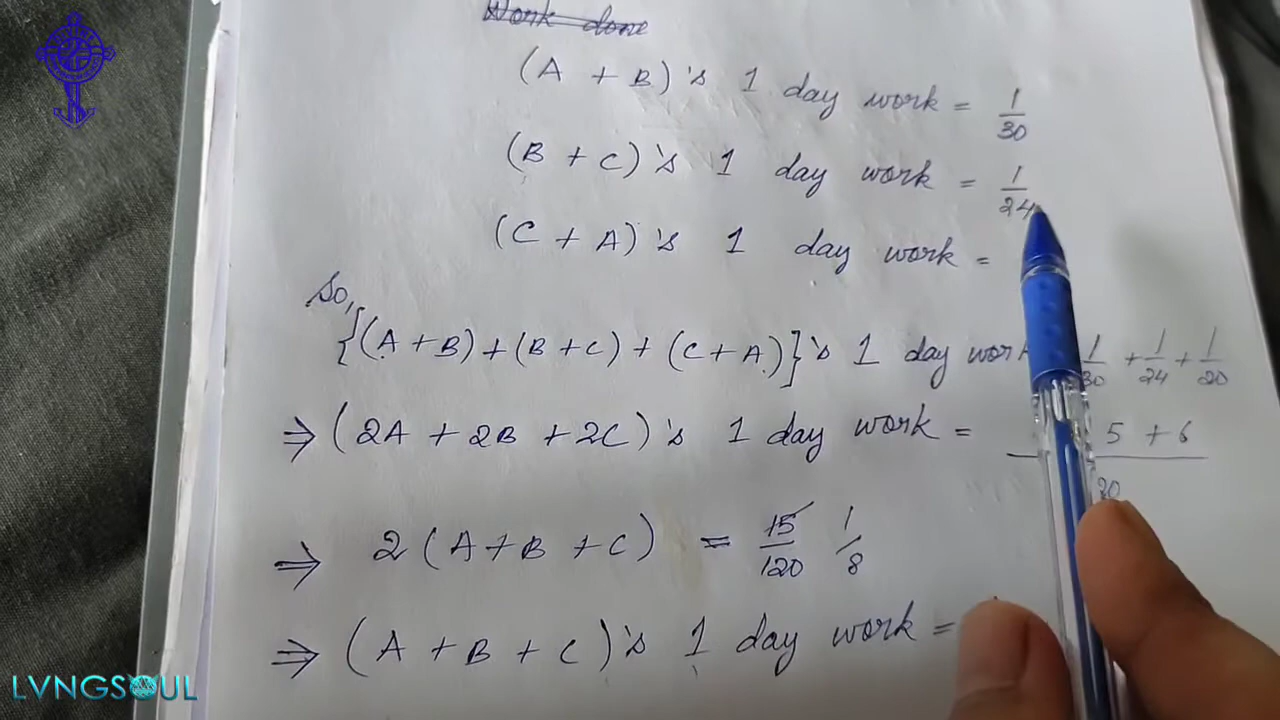 Work done
(A + B)'s 1 day work = 1/30
(B + C)'s 1 day work = 1/24
(C + A)'s 1 day work =
So,
{(A + B) + (B + C) + (C + A)}'s 1 day work 1/30 + 1/24 + 1/20
⇒ (2A + 2B + 2C)'s 1 day work = 5 + 6
⇒ 2(A + B + C) = 15/120 1/8
⇒ (A + B + C)'s 1 day work =
LVNGSOUL